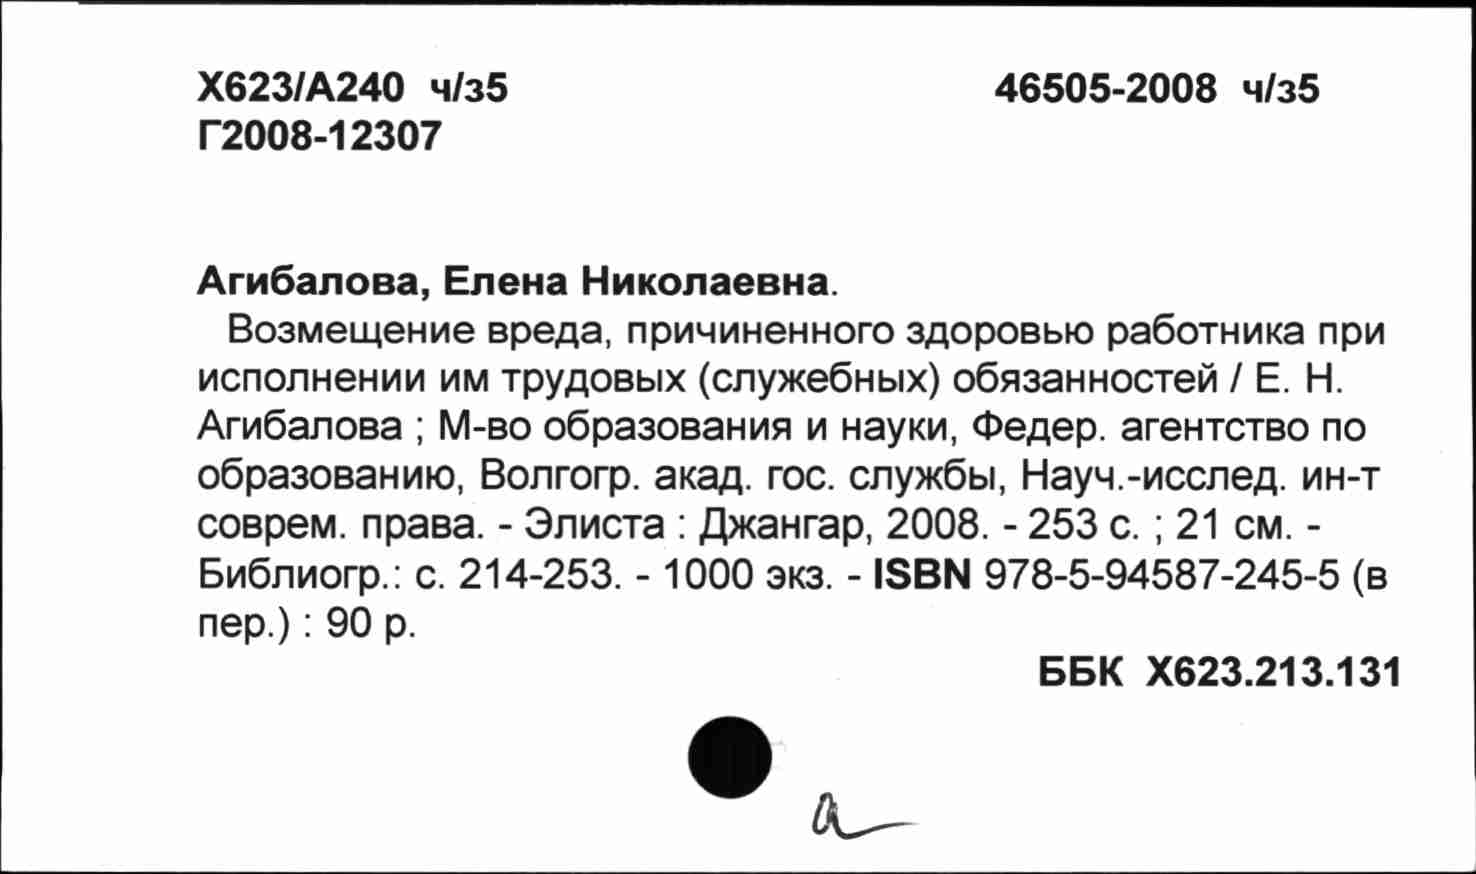 Х623/А240 ч/з5 46505-2008 ч/з5
Г2008-12307
Агибалова, Елена Николаевна.
Возмещение вреда, причиненного здоровью работника при
исполнении им трудовых (служебных) обязанностей / Е. Н.
Агибалова ; М-во образования и науки, Федер. агентство по
образованию, Волгогр. акад. гос. службы, Науч.-исслед. ин-т
соврем. права. - Элиста : Джангар, 2008. - 253 с. ; 21 см. -
Библиогр.: с. 214-253. - 1000 экз. - ISBN 978-5-94587-245-5 (в
пер.) : 90 р.
ББК Х623.213.131
а